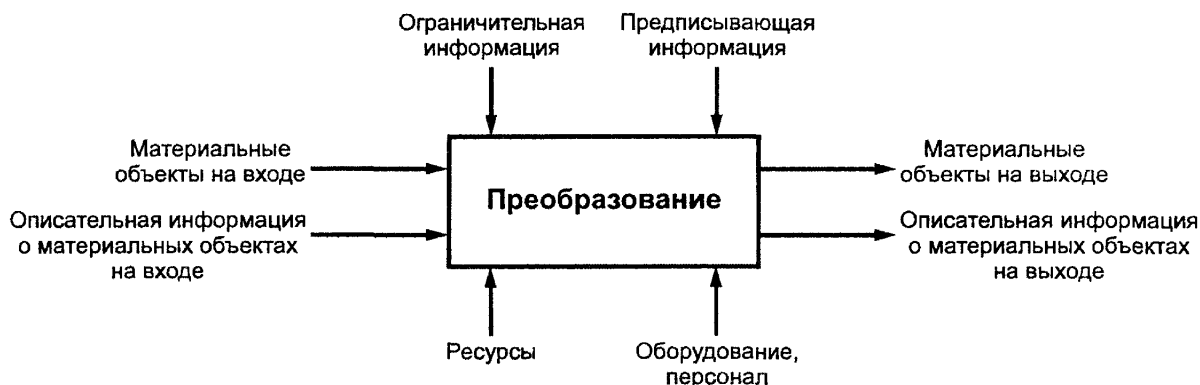 Ограничительная
информация
Предписывающая
информация
Материальные
объекты на входе
Описательная информация
о материальных объектах
на входе
Преобразование
Материальные
объекты на выходе
Описательная информация
о материальных объектах
на выходе
Ресурсы
Оборудование,
персонал